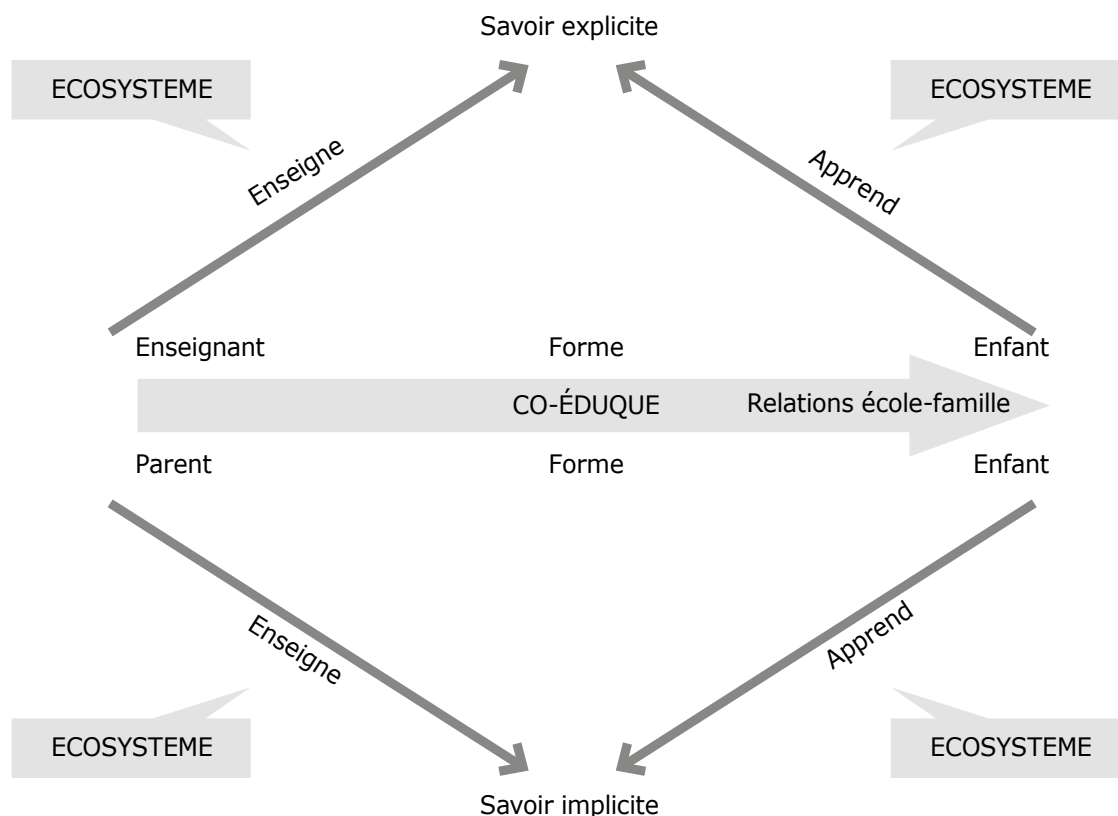 Savoir explicite
ECOSYSTEME
ECOSYSTEME
Enseigne
Apprend
Enseignant
Forme
Enfant
CO-ÉDUQUE
Relations école-famille
Parent
Forme
Enfant
Enseigne
Apprend
ECOSYSTEME
ECOSYSTEME
Savoir implicite